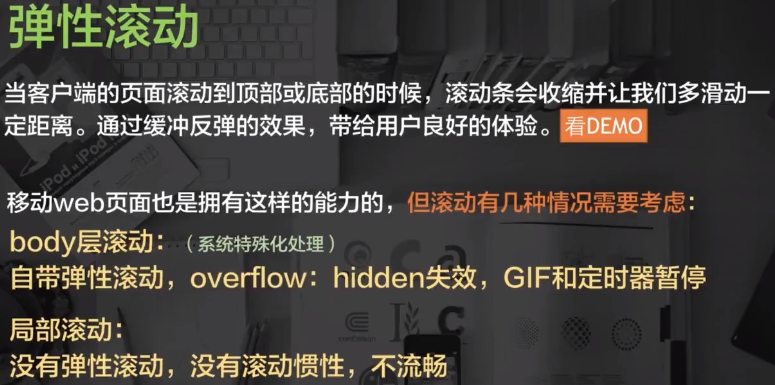 弹性滚动
当客户端的页面滚动到顶部或底部的时候，滚动条会收缩并让我们多滑动一
定距离。通过缓冲反弹的效果，带给用户良好的体验。看DEMO
移动web页面也是拥有这样的能力的，但滚动有几种情况需要考虑：
body层滚动：（系统特殊化处理）
自带弹性滚动，overflow：hidden失效，GIF和定时器暂停
局部滚动：
没有弹性滚动，没有滚动惯性，不流畅
iPod iPod